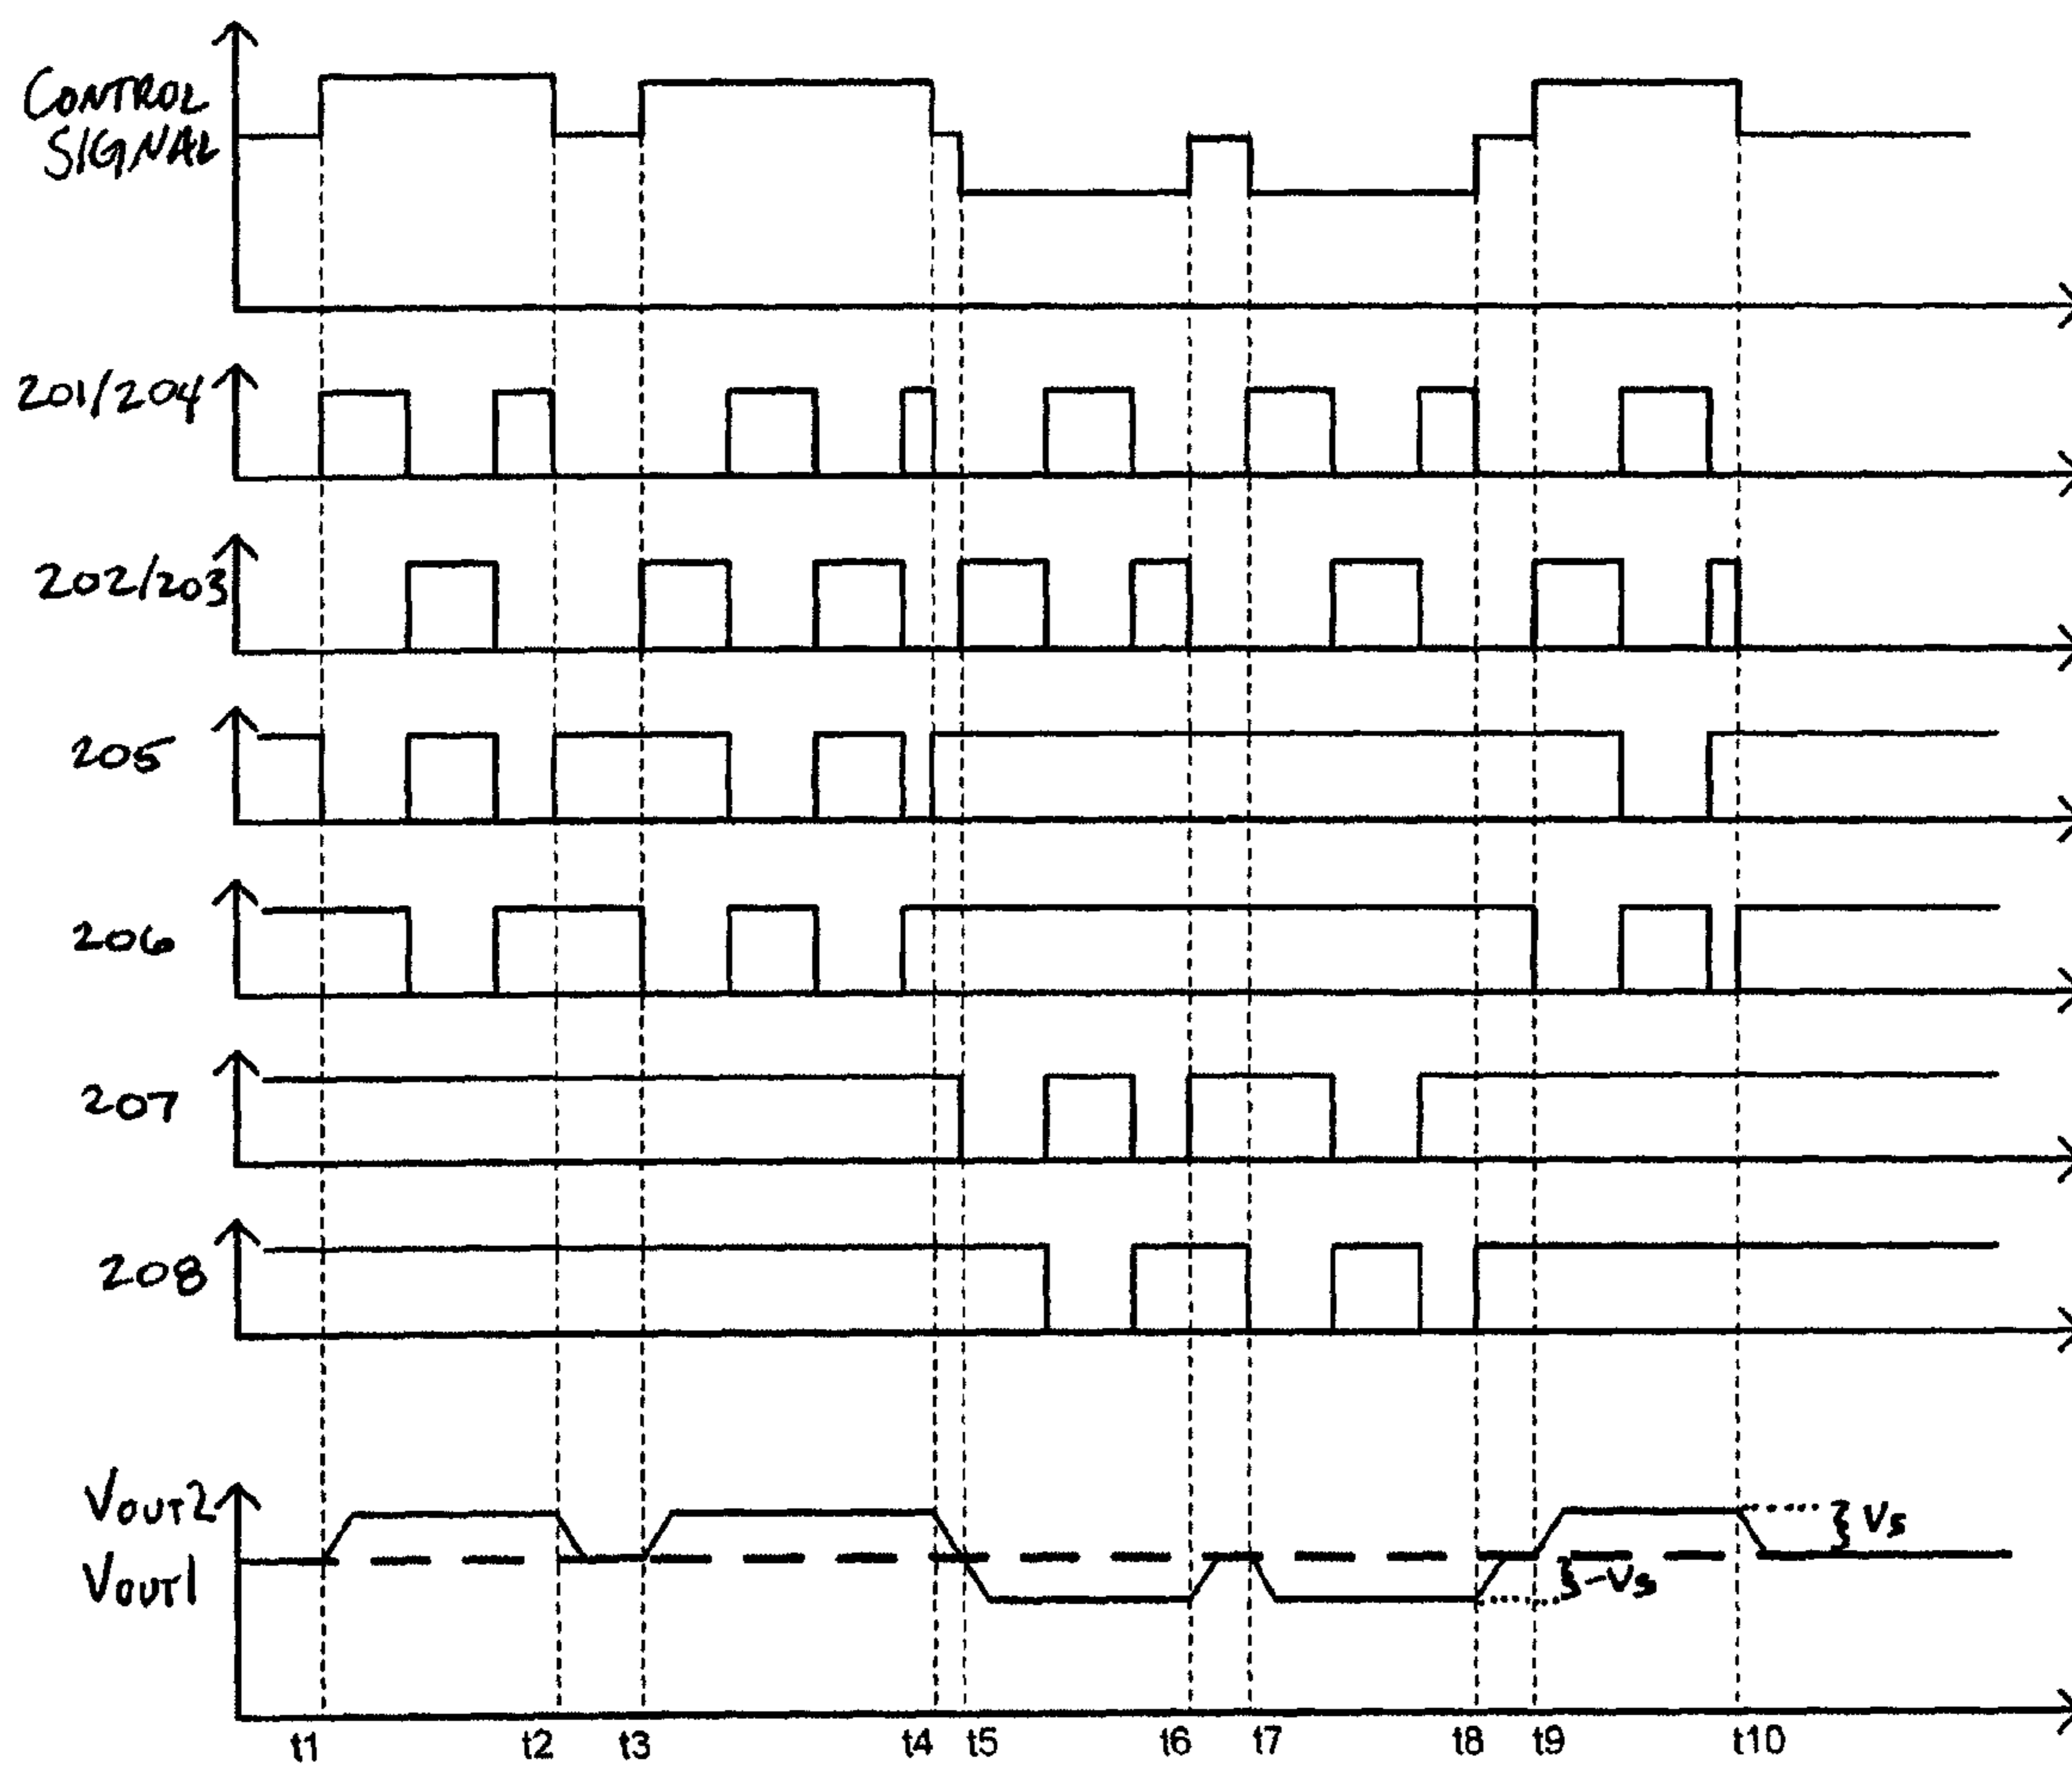 CONTROL
SIGNAL
201/204
202/203
205
206
207
208
VOUT2
VOUT1
Vs
-Vs
t1 t2 t3 t4 t5 t6 t7 t8 t9 t10